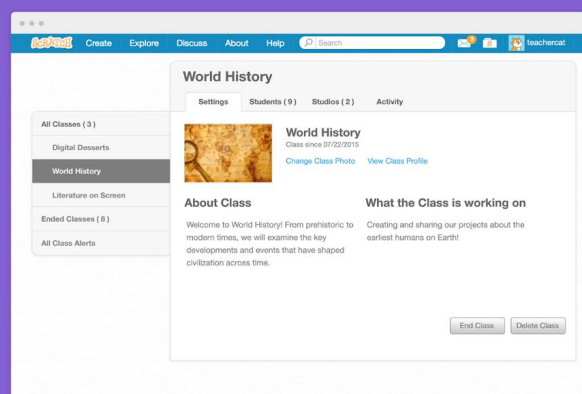 SCRATCH Create Explore Discuss About Help Search 3 teachercat
World History
Settings Students ( 9 ) Studios ( 2 ) Activity
All Classes ( 3 )
Digital Desserts
World History
Literature on Screen
Ended Classes ( 8 )
All Class Alerts
World History
Class since 07/22/2015
Change Class Photo View Class Profile
About Class
Welcome to World History! From prehistoric to
modern times, we will examine the key
developments and events that have shaped
civilization across time.
What the Class is working on
Creating and sharing our projects about the
earliest humans on Earth!
End Class Delete Class